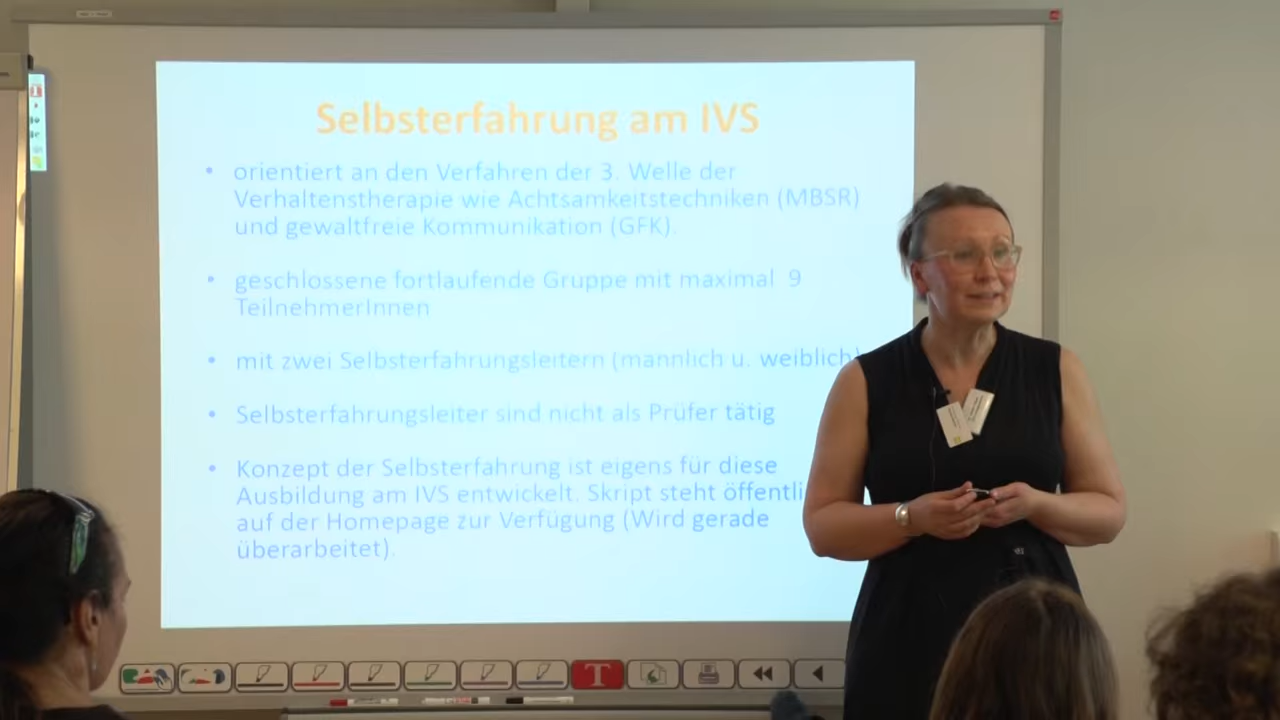 Selbsterfahrung am IVS
• orientiert an den Verfahren der 3. Welle der
Verhaltenstherapie wie Achtsamkeitstechniken (MBSR)
und gewaltfreie Kommunikation (GFK).
• geschlossene fortlaufende Gruppe mit maximal 9
TeilnehmerInnen
• mit zwei Selbsterfahrungsleitern (männlich u. weiblich)
• Selbsterfahrungsleiter sind nicht als Prüfer tätig
• Konzept der Selbsterfahrung ist eigens für diese
Ausbildung am IVS entwickelt. Skript steht öffentli
auf der Homepage zur Verfügung (Wird gerade
überarbeitet).
T